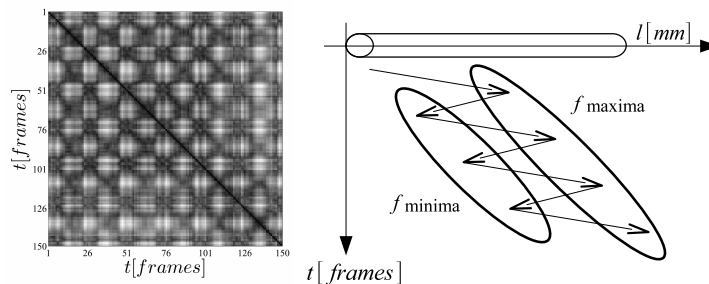 1
26
51
76
101
126
150
t[frames]
1 26 51 76 101 126 150
t[frames]
l[mm]
f maxima
f minima
t[frames]